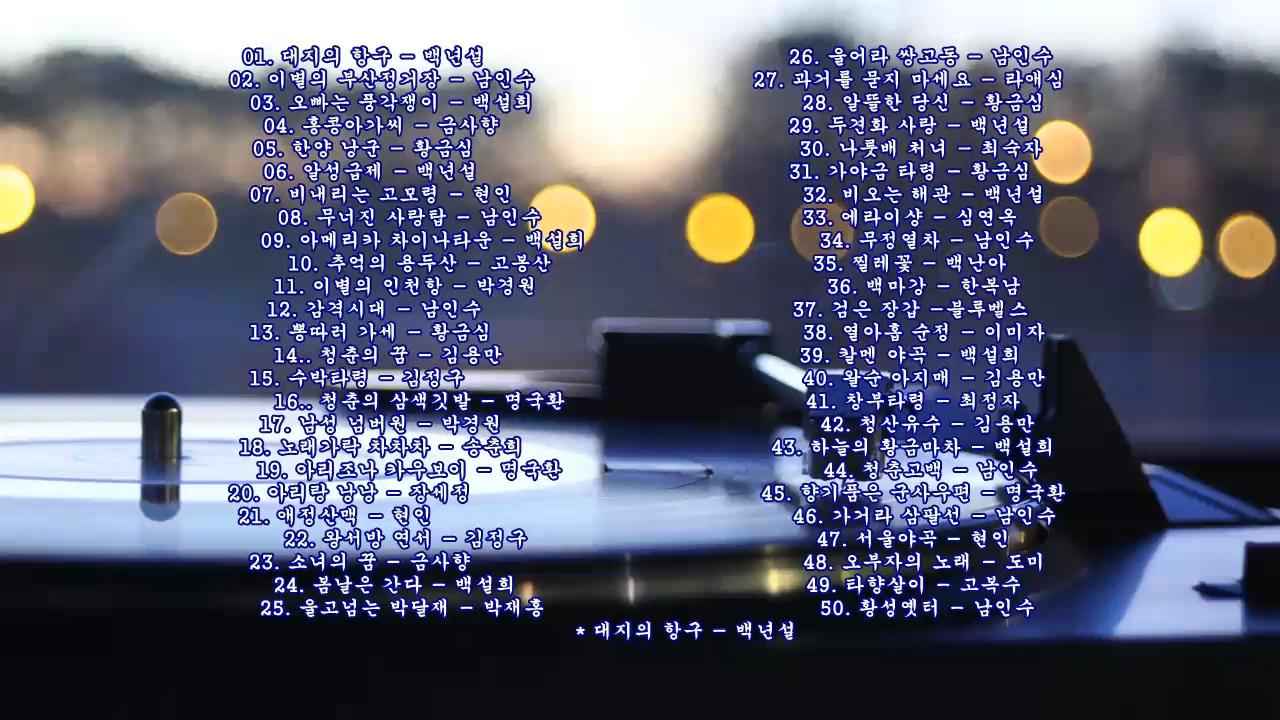 01. 대지의 항구 - 백년설
02. 이별의 부산정거장 - 남인수
03. 오빠는 풍각쟁이 - 백설희
04. 홍콩아가씨 - 금사향
05. 한양 낭군 - 황금심
06. 알성급제 - 백년설
07. 비내리는 고모령 - 현인
08. 무너진 사랑탑 - 남인수
09. 아메리카 차이나타운 - 백설희
10. 추억의 용두산 - 고봉산
11. 이별의 인천항 - 박경원
12. 감격시대 - 남인수
13. 뽕따러 가세 - 황금심
14.. 청춘의 꿈 - 김용만
15. 수박타령 - 김정구
16.. 청춘의 삼색깃발 - 명국환
17. 남성 넘버원 - 박경원
18. 노래가락 차차차 - 송춘희
19. 아리조나 카우보이 - 명국환
20. 아리랑 낭낭 - 장세정
21. 애정산맥 - 현인
22. 왕서방 연서 - 김정구
23. 소녀의 꿈 - 금사향
24. 봄날은 간다 - 백설희
25. 울고넘는 박달재 - 박재홍
26. 울어라 쌍고동 - 남인수
27. 과거를 묻지 마세요 - 라애심
28. 알뜰한 당신 - 황금심
29. 두견화 사랑 - 백년설
30. 나룻배 처녀 - 최숙자
31. 가야금 타령 - 황금심
32. 비오는 해관 - 백년설
33. 에라이샹 - 심연옥
34. 무정열차 - 남인수
35. 찔레꽃 - 백난아
36. 백마강 - 한복남
37. 검은 장갑 -블루벨스
38. 열아홉 순정 - 이미자
39. 칼멘 야곡 - 백설희
40. 왈순 아지매 - 김용만
41. 창부타령 - 최정자
42. 청산유수 - 김용만
43. 하늘의 황금마차 - 백설희
44. 청춘고백 - 남인수
45. 향기품은 군사우편 - 명국환
46. 가거라 삼팔선 - 남인수
47. 서울야곡 - 현인
48. 오부자의 노래 - 도미
49. 타향살이 - 고복수
50. 황성옛터 - 남인수
* 대지의 항구 - 백년설